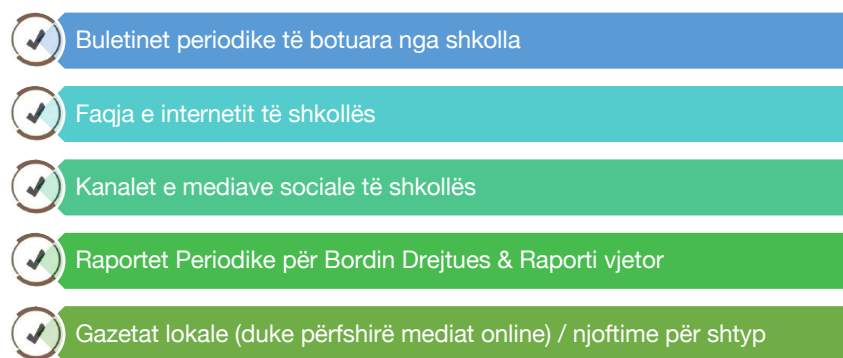 Buletinet periodike të botuara nga shkolla
Faqja e internetit të shkollës
Kanalet e mediave sociale të shkollës
Raportet Periodike për Bordin Drejtues & Raporti vjetor
Gazetat lokale (duke përfshirë mediat online) / njoftime për shtyp